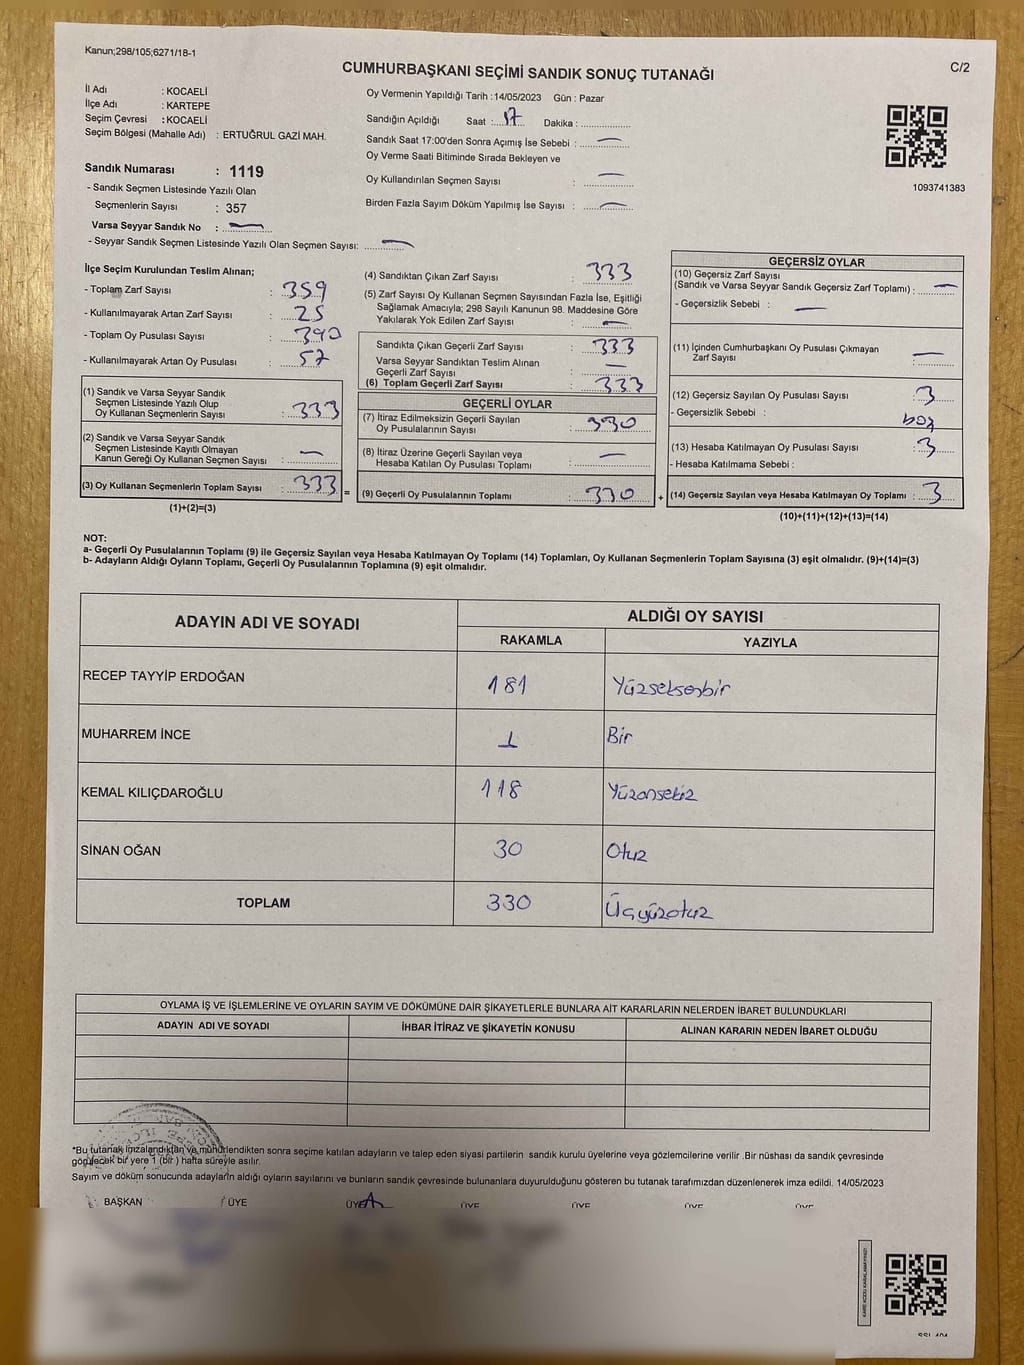 Kanun;298/105;6271/18-1
C/2
CUMHURBAŞKANI SEÇİMİ SANDIK SONUÇ TUTANAĞI
İl Adı : KOCAELİ
İlçe Adı : KARTEPE
Seçim Çevresi : KOCAELİ
Seçim Bölgesi (Mahalle Adı) : ERTUĞRUL GAZİ MAH.
Sandık Numarası : 1119
- Sandık Seçmen Listesinde Yazılı Olan
Seçmenlerin Sayısı : 357
Varsa Seyyar Sandık No : —
- Seyyar Sandık Seçmen Listesinde Yazılı Olan Seçmen Sayısı: —
Oy Vermenin Yapıldığı Tarih :14/05/2023 Gün : Pazar
Sandığın Açıldığı Saat : 17 Dakika :
Sandık Saat 17:00'den Sonra Açımış İse Sebebi : —
Oy Verme Saati Bitiminde Sırada Bekleyen ve
Oy Kullandırılan Seçmen Sayısı : —
Birden Fazla Sayım Döküm Yapılmış İse Sayısı : —
1093741383
İlçe Seçim Kurulundan Teslim Alınan;
- Toplam Zarf Sayısı : 359
- Kullanılmayarak Artan Zarf Sayısı : 25
- Toplam Oy Pusulası Sayısı : 390
- Kullanılmayarak Artan Oy Pusulası : 57
(1) Sandık ve Varsa Seyyar Sandık
Seçmen Listesinde Yazılı Olup
Oy Kullanan Seçmenlerin Sayısı : 333
(2) Sandık ve Varsa Seyyar Sandık
Seçmen Listesinde Kayıtlı Olmayan
Kanun Gereği Oy Kullanan Seçmen Sayısı : —
(3) Oy Kullanan Seçmenlerin Toplam Sayısı : 333
(1)+(2)=(3)
(4) Sandıktan Çıkan Zarf Sayısı : 333
(5) Zarf Sayısı Oy Kullanan Seçmen Sayısından Fazla İse, Eşitliği
Sağlamak Amacıyla; 298 Sayılı Kanunun 98. Maddesine Göre
Yakılarak Yok Edilen Zarf Sayısı : —
Sandıkta Çıkan Geçerli Zarf Sayısı : 333
Varsa Seyyar Sandıktan Teslim Alınan
Geçerli Zarf Sayısı : —
(6) Toplam Geçerli Zarf Sayısı : 333
GEÇERLİ OYLAR
(7) İtiraz Edilmeksizin Geçerli Sayılan
Oy Pusulalarının Sayısı : 330
(8) İtiraz Üzerine Geçerli Sayılan veya
Hesaba Katılan Oy Pusulası Toplamı : —
= (9) Geçerli Oy Pusulalarının Toplamı : 330
GEÇERSİZ OYLAR
(10) Geçersiz Zarf Sayısı
(Sandık ve Varsa Seyyar Sandık Geçersiz Zarf Toplamı) : —
- Geçersizlik Sebebi : —
(11) İçinden Cumhurbaşkanı Oy Pusulası Çıkmayan
Zarf Sayısı : —
(12) Geçersiz Sayılan Oy Pusulası Sayısı : 3
- Geçersizlik Sebebi :
(13) Hesaba Katılmayan Oy Pusulası Sayısı : 3
- Hesaba Katılmama Sebebi :
+ (14) Geçersiz Sayılan veya Hesaba Katılmayan Oy Toplamı : 3
(10)+(11)+(12)+(13)=(14)
NOT:
a- Geçerli Oy Pusulalarının Toplamı (9) ile Geçersiz Sayılan veya Hesaba Katılmayan Oy Toplamı (14) Toplamları, Oy Kullanan Seçmenlerin Toplam Sayısına (3) eşit olmalıdır. (9)+(14)=(3)
b- Adayların Aldığı Oyların Toplamı, Geçerli Oy Pusulalarının Toplamına (9) eşit olmalıdır.
ADAYIN ADI VE SOYADI
ALDIĞI OY SAYISI
RAKAMLA YAZIYLA
RECEP TAYYİP ERDOĞAN 181 Yüzseksenbir
MUHARREM İNCE 1 Bir
KEMAL KILIÇDAROĞLU 118 Yüzonsekiz
SİNAN OĞAN 30 Otuz
TOPLAM 330 Üçyüzotuz
OYLAMA İŞ VE İŞLEMLERİNE VE OYLARIN SAYIM VE DÖKÜMÜNE DAİR ŞİKAYETLERLE BUNLARA AİT KARARLARIN NELERDEN İBARET BULUNDUKLARI
ADAYIN ADI VE SOYADI İHBAR İTİRAZ VE ŞİKAYETİN KONUSU ALINAN KARARIN NEDEN İBARET OLDUĞU
*Bu tutanak imzalandıktan ve mühürlendikten sonra seçime katılan adayların ve talep eden siyasi partilerin sandık kurulu üyelerine veya gözlemcilerine verilir .Bir nüshası da sandık çevresinde
görülecek bir yere 1 (bir ) hafta süreyle asılır.
Sayım ve döküm sonucunda adayların aldığı oyların sayılarını ve bunların sandık çevresinde bulunanlara duyurulduğunu gösteren bu tutanak tarafımızdan düzenlenerek imza edildi. 14/05/2023
BAŞKAN ÜYE ÜYE ÜYE ÜYE ÜYE ÜYE